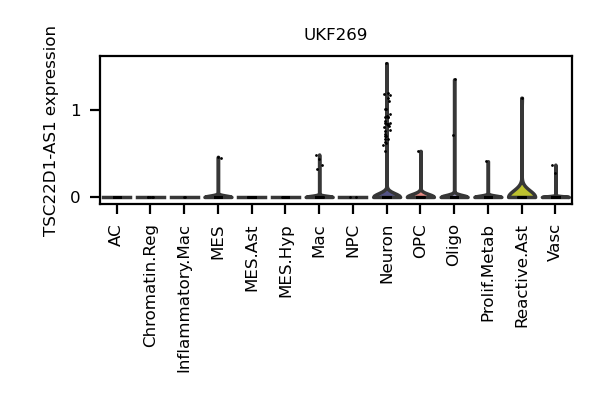 UKF269
TSC22D1-AS1 expression
1
0
AC
Chromatin.Reg
Inflammatory.Mac
MES
MES.Ast
MES.Hyp
Mac
NPC
Neuron
OPC
Oligo
Prolif.Metab
Reactive.Ast
Vasc